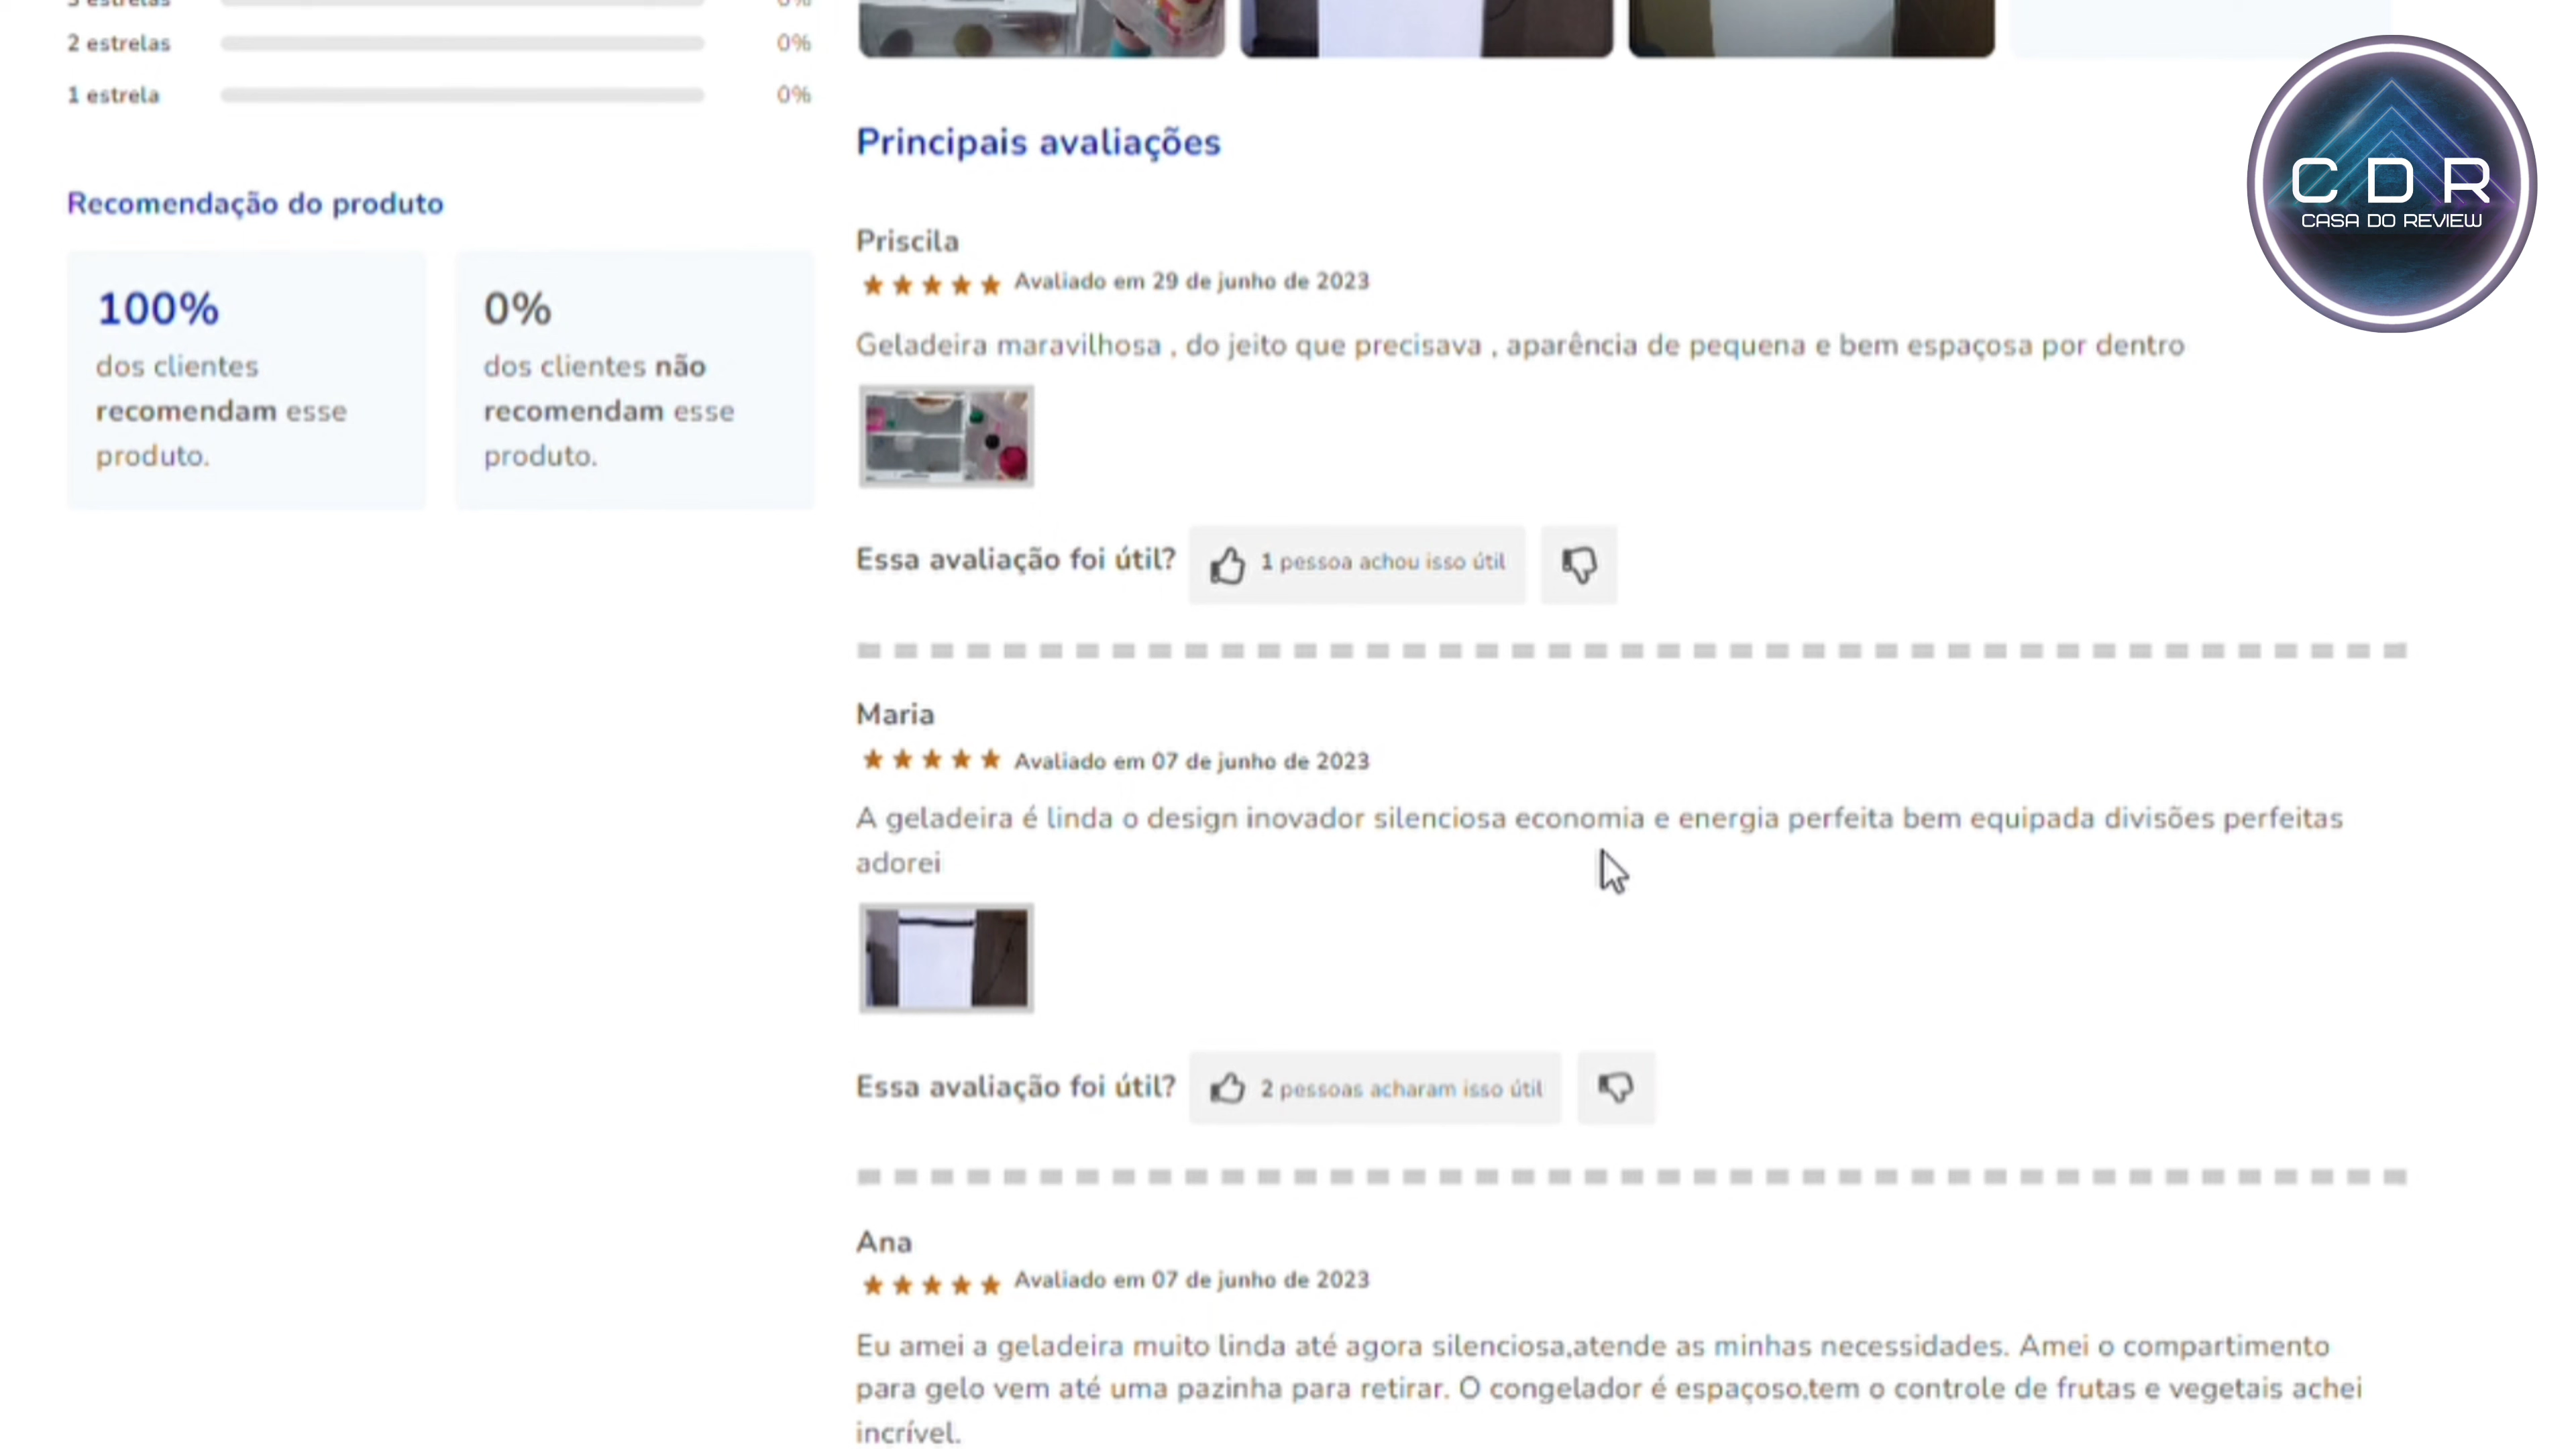 2 estrelas
0%
1 estrela
0%
Recomendação do produto
100%
dos clientes
recomendam esse
produto.
0%
dos clientes não
recomendam esse
produto.
Principais avaliações
Priscila
Avaliado em 29 de junho de 2023
Geladeira maravilhosa , do jeito que precisava , aparência de pequena e bem espaçosa por dentro
Essa avaliação foi útil? 1 pessoa achou isso útil
Maria
Avaliado em 07 de junho de 2023
A geladeira é linda o design inovador silenciosa economia e energia perfeita bem equipada divisões perfeitas
adorei
Essa avaliação foi útil? 2 pessoas acharam isso útil
Ana
Avaliado em 07 de junho de 2023
Eu amei a geladeira muito linda até agora silenciosa,atende as minhas necessidades. Amei o compartimento
para gelo vem até uma pazinha para retirar. O congelador é espaçoso,tem o controle de frutas e vegetais achei
incrível.
CDR
CASA DO REVIEW